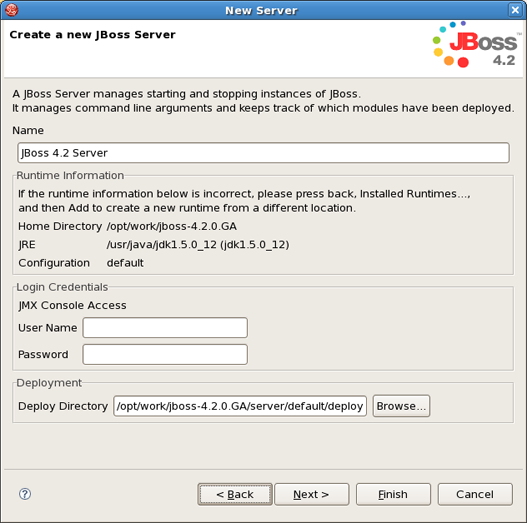 New Server
Create a new JBoss Server
JBoss
4.2
A JBoss Server manages starting and stopping instances of JBoss.
It manages command line arguments and keeps track of which modules have been deployed.
Name
JBoss 4.2 Server
Runtime Information
If the runtime information below is incorrect, please press back, Installed Runtimes...,
and then Add to create a new runtime from a different location.
Home Directory /opt/work/jboss-4.2.0.GA
JRE /usr/java/jdk1.5.0_12 (jdk1.5.0_12)
Configuration default
Login Credentials
JMX Console Access
User Name
Password
Deployment
Deploy Directory /opt/work/jboss-4.2.0.GA/server/default/deploy Browse...
? < Back Next > Finish Cancel